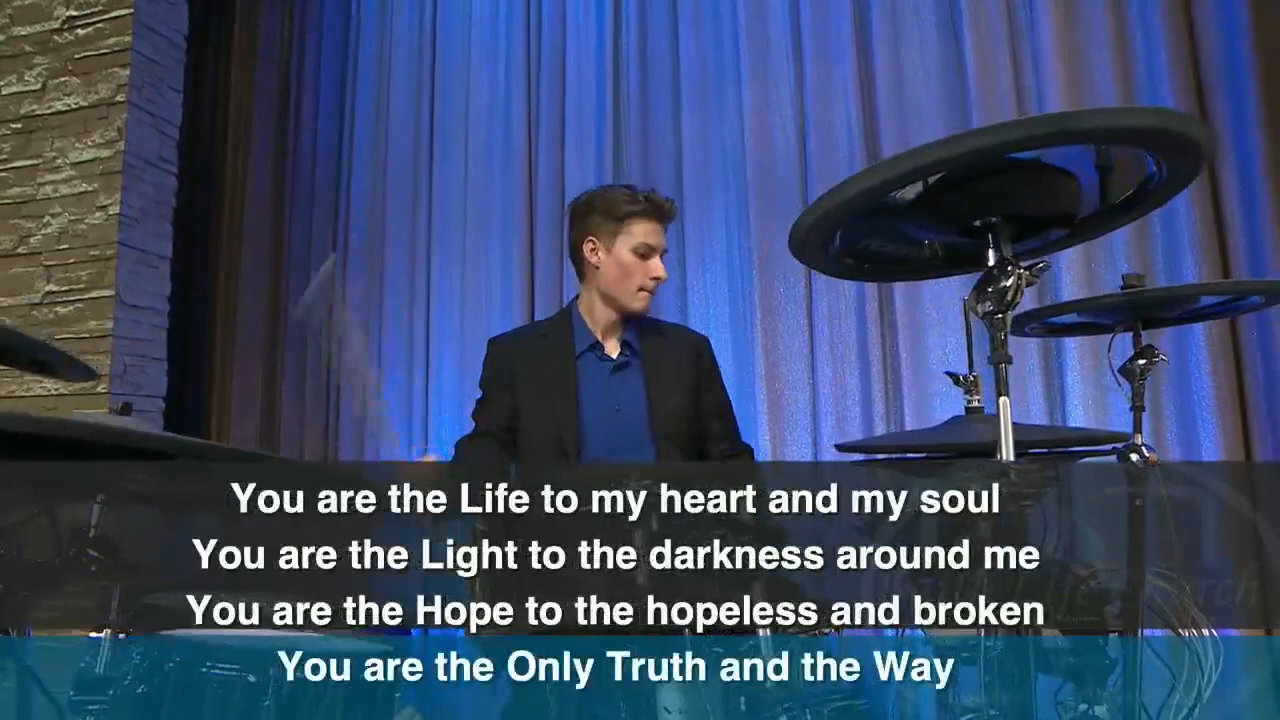 You are the Life to my heart and my soul
You are the Light to the darkness around me
You are the Hope to the hopeless and broken
You are the Only Truth and the Way